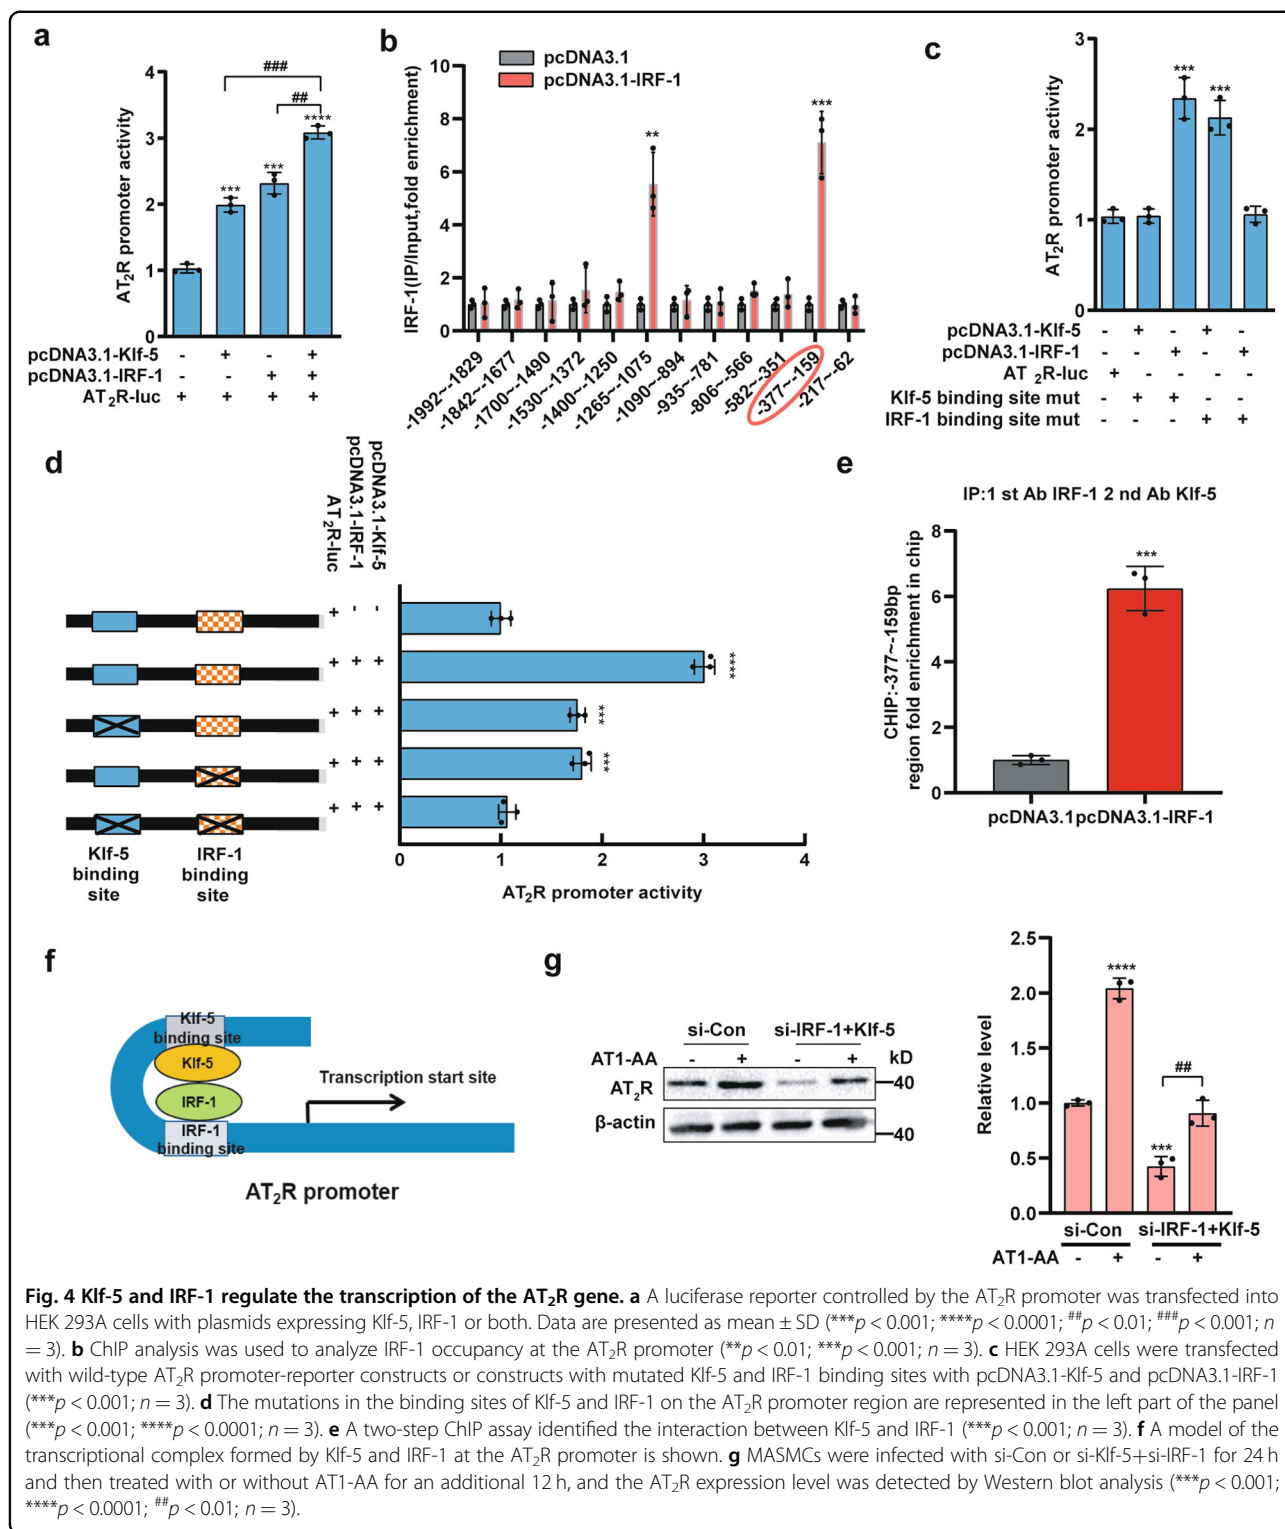 a
AT2R promoter activity
4
3
2
1
0
###
##
***
***
****
pcDNA3.1-Klf-5 - + - +
pcDNA3.1-IRF-1 - - + +
AT2R-luc + + + +
b
pcDNA3.1
pcDNA3.1-IRF-1
IRF-1(IP/Input,fold enrichment)
10
8
6
4
2
0
**
***
-1992~-1829
-1842~-1677
-1700~-1490
-1530~-1372
-1400~-1250
-1265~-1075
-1090~-894
-935~-781
-806~-566
-582~-351
-377~-159
-217~-62
c
AT2R promoter activity
3
2
1
0
***
***
pcDNA3.1-Klf-5 - + - + -
pcDNA3.1-IRF-1 - - + - +
AT 2R-luc + - - - -
Klf-5 binding site mut - + + - -
IRF-1 binding site mut - - - + +
d
AT2R-luc
pcDNA3.1-IRF-1
pcDNA3.1-Klf-5
+ - -
+ + +
+ + +
+ + +
+ + +
****
***
***
Klf-5
binding
site
IRF-1
binding
site
0 1 2 3 4
AT2R promoter activity
e
IP:1 st Ab IRF-1 2 nd Ab Klf-5
CHIP:-377~-159bp
region fold enrichment in chip
8
6
4
2
0
***
pcDNA3.1 pcDNA3.1-IRF-1
f
Klf-5
binding site
Klf-5
IRF-1
IRF-1
binding site
Transcription start site
AT2R promoter
g
si-Con si-IRF-1+Klf-5
AT1-AA - + - + kD
AT2R 40
β-actin 40
Relative level
2.5
2.0
1.5
1.0
0.5
0.0
****
***
##
si-Con si-IRF-1+Klf-5
AT1-AA - + - +
Fig. 4 Klf-5 and IRF-1 regulate the transcription of the AT2R gene. a A luciferase reporter controlled by the AT2R promoter was transfected into
HEK 293A cells with plasmids expressing Klf-5, IRF-1 or both. Data are presented as mean ± SD (***p < 0.001; ****p < 0.0001; ##p < 0.01; ###p < 0.001; n
= 3). b ChIP analysis was used to analyze IRF-1 occupancy at the AT2R promoter (**p < 0.01; ***p < 0.001; n = 3). c HEK 293A cells were transfected
with wild-type AT2R promoter-reporter constructs or constructs with mutated Klf-5 and IRF-1 binding sites with pcDNA3.1-Klf-5 and pcDNA3.1-IRF-1
(***p < 0.001; n = 3). d The mutations in the binding sites of Klf-5 and IRF-1 on the AT2R promoter region are represented in the left part of the panel
(***p < 0.001; ****p < 0.0001; n = 3). e A two-step ChIP assay identified the interaction between Klf-5 and IRF-1 (***p < 0.001; n = 3). f A model of the
transcriptional complex formed by Klf-5 and IRF-1 at the AT2R promoter is shown. g MASMCs were infected with si-Con or si-Klf-5+si-IRF-1 for 24 h
and then treated with or without AT1-AA for an additional 12 h, and the AT2R expression level was detected by Western blot analysis (***p < 0.001;
****p < 0.0001; ##p < 0.01; n = 3).